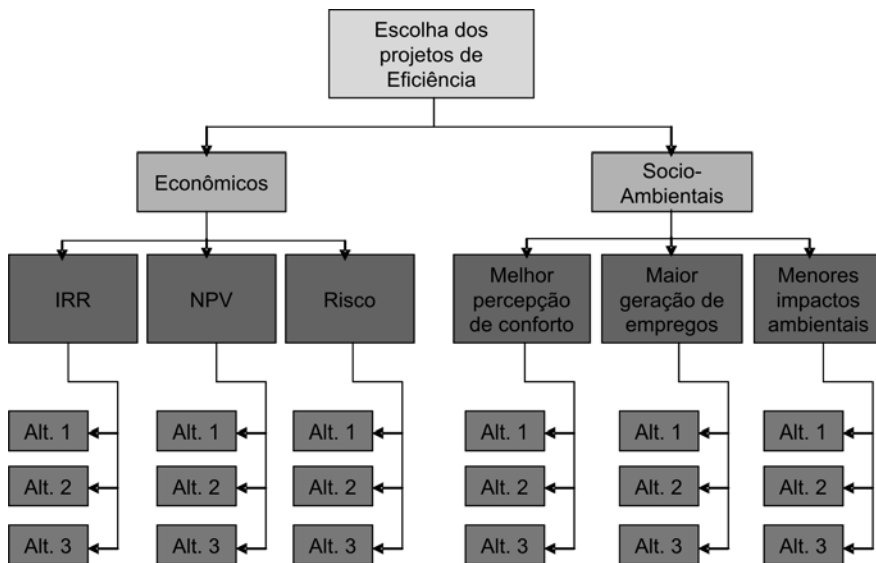 Escolha dos
projetos de
Eficiência
Econômicos
Socio-
Ambientais
IRR
NPV
Risco
Melhor
percepção
de conforto
Maior
geração de
empregos
Menores
impactos
ambientais
Alt. 1
Alt. 1
Alt. 1
Alt. 1
Alt. 1
Alt. 1
Alt. 2
Alt. 2
Alt. 2
Alt. 2
Alt. 2
Alt. 2
Alt. 3
Alt. 3
Alt. 3
Alt. 3
Alt. 3
Alt. 3